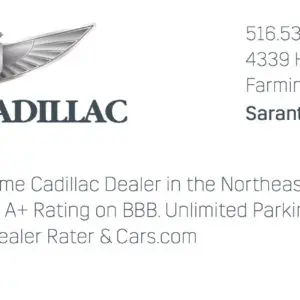 ADILLAC
516.53
4339 H
Farmin
Sarant
me Cadillac Dealer in the Northeas
A+ Rating on BBB. Unlimited Parkin
ealer Rater & Cars.com